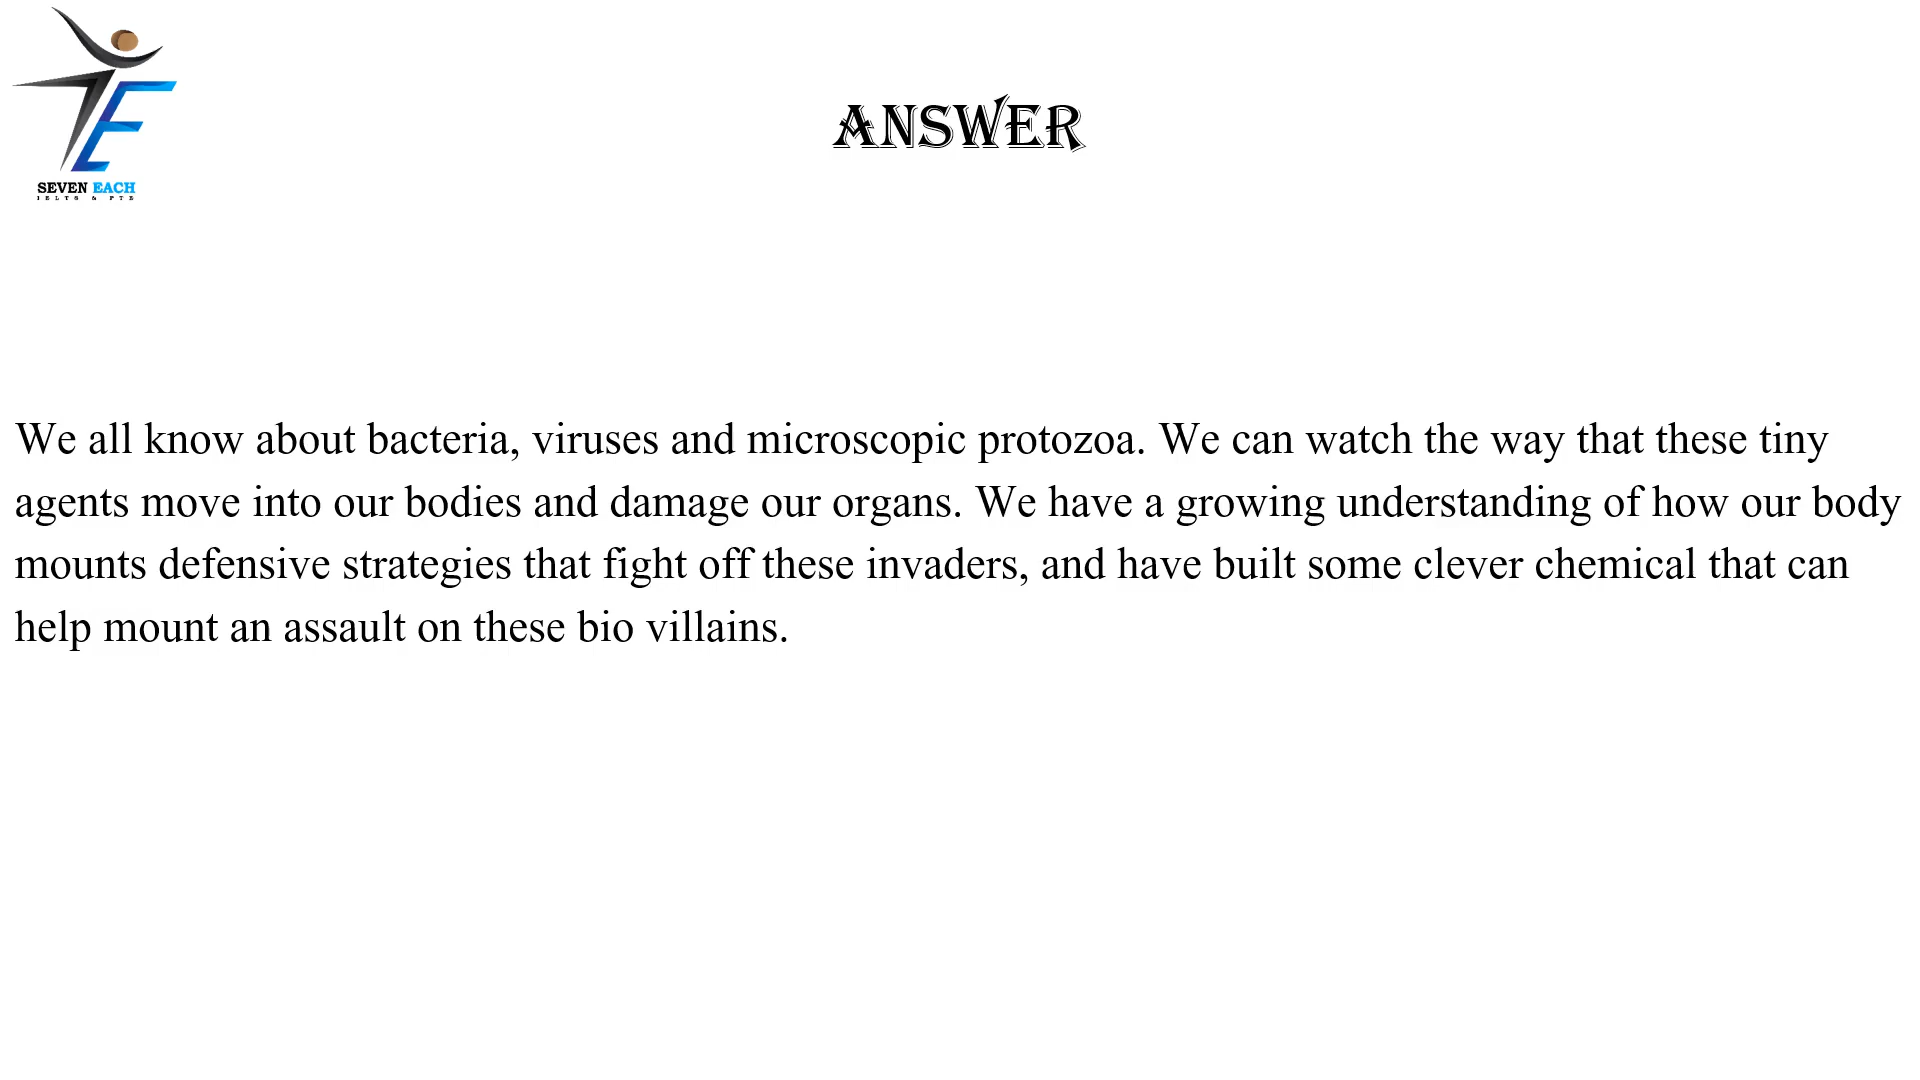 SEVEN EACH
IELTS & PTE
ANSWER
We all know about bacteria, viruses and microscopic protozoa. We can watch the way that these tiny
agents move into our bodies and damage our organs. We have a growing understanding of how our body
mounts defensive strategies that fight off these invaders, and have built some clever chemical that can
help mount an assault on these bio villains.